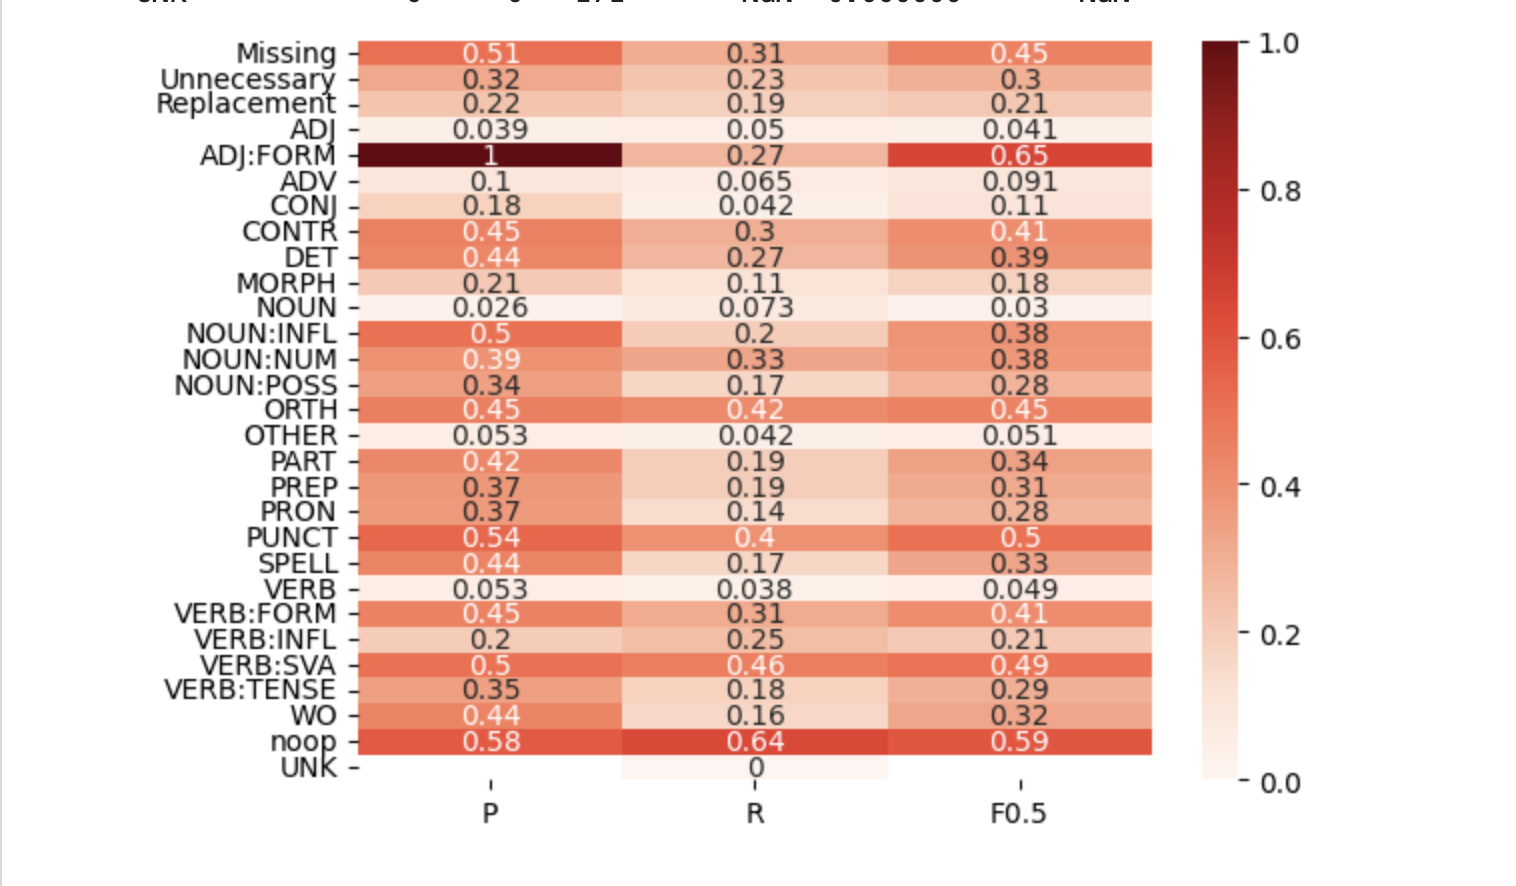 Missing 0.51 0.31 0.45 1.0
Unnecessary 0.32 0.23 0.3
Replacement 0.22 0.19 0.21
ADJ 0.039 0.05 0.041
ADJ:FORM 1 0.27 0.65
ADV 0.1 0.065 0.091 0.8
CONJ 0.18 0.042 0.11
CONTR 0.45 0.3 0.41
DET 0.44 0.27 0.39
MORPH 0.21 0.11 0.18
NOUN 0.026 0.073 0.03
NOUN:INFL 0.5 0.2 0.38 0.6
NOUN:NUM 0.39 0.33 0.38
NOUN:POSS 0.34 0.17 0.28
ORTH 0.45 0.42 0.45
OTHER 0.053 0.042 0.051
PART 0.42 0.19 0.34
PREP 0.37 0.19 0.31 0.4
PRON 0.37 0.14 0.28
PUNCT 0.54 0.4 0.5
SPELL 0.44 0.17 0.33
VERB 0.053 0.038 0.049
VERB:FORM 0.45 0.31 0.41
VERB:INFL 0.2 0.25 0.21 0.2
VERB:SVA 0.5 0.46 0.49
VERB:TENSE 0.35 0.18 0.29
WO 0.44 0.16 0.32
noop 0.58 0.64 0.59
UNK 0 0.0
P R F0.5